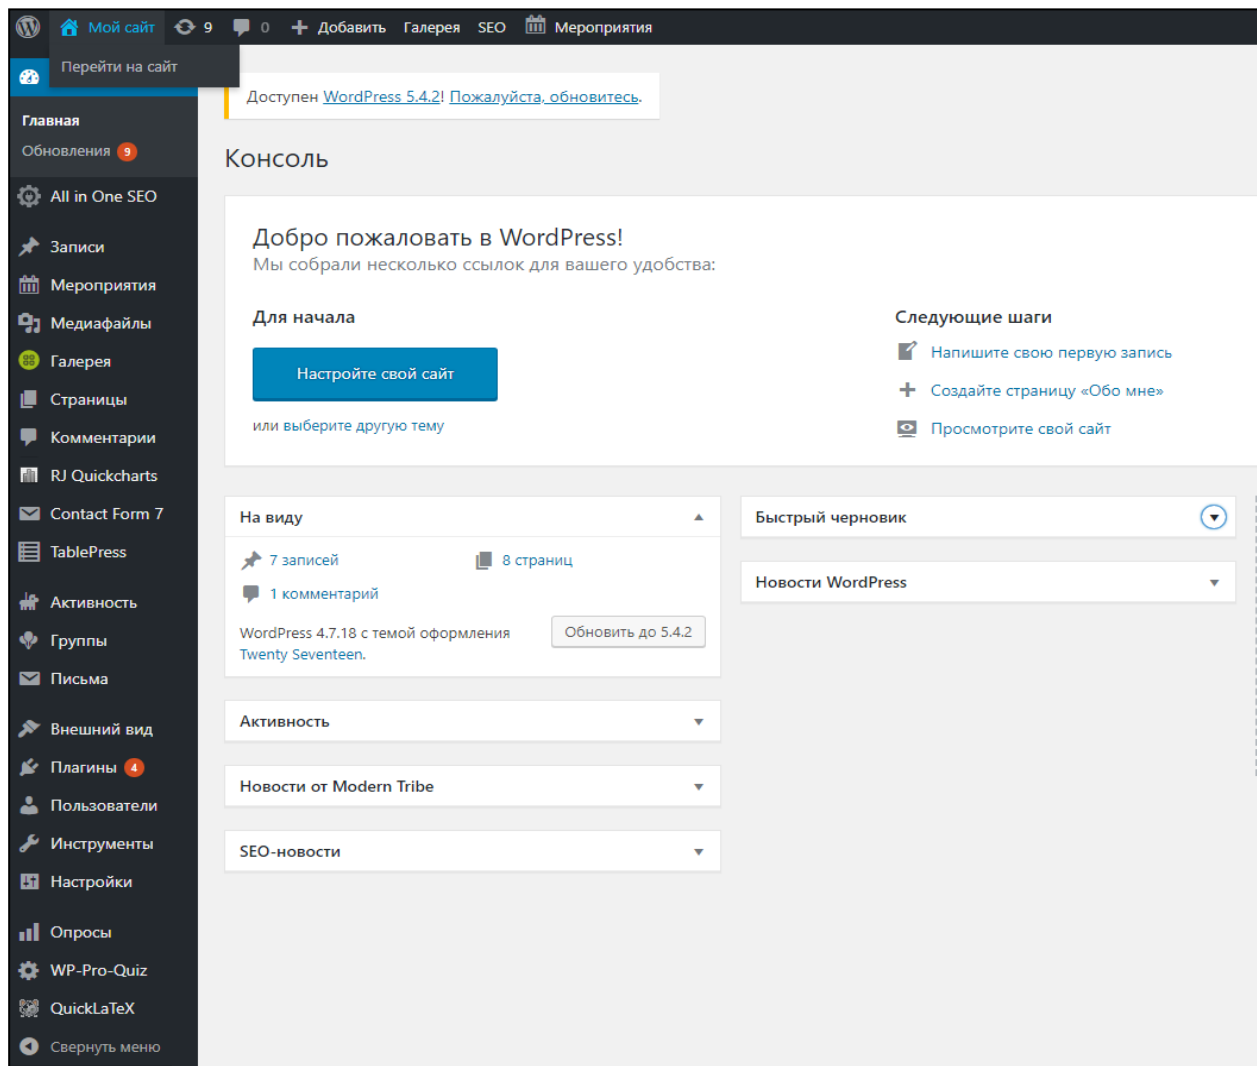 Мой сайт 9 0 Добавить Галерея SEO Мероприятия
Перейти на сайт
Главная
Обновления 9
All in One SEO
Записи
Мероприятия
Медиафайлы
Галерея
Страницы
Комментарии
RJ Quickcharts
Contact Form 7
TablePress
Активность
Группы
Письма
Внешний вид
Плагины 4
Пользователи
Инструменты
Настройки
Опросы
WP-Pro-Quiz
QuickLaTeX
Свернуть меню
Доступен WordPress 5.4.2! Пожалуйста, обновитесь.
Консоль
Добро пожаловать в WordPress!
Мы собрали несколько ссылок для вашего удобства:
Для начала
Настройте свой сайт
или выберите другую тему
Следующие шаги
Напишите свою первую запись
Создайте страницу «Обо мне»
Просмотрите свой сайт
На виду
7 записей
8 страниц
1 комментарий
WordPress 4.7.18 с темой оформления
Twenty Seventeen.
Обновить до 5.4.2
Активность
Новости от Modern Tribe
SEO-новости
Быстрый черновик
Новости WordPress